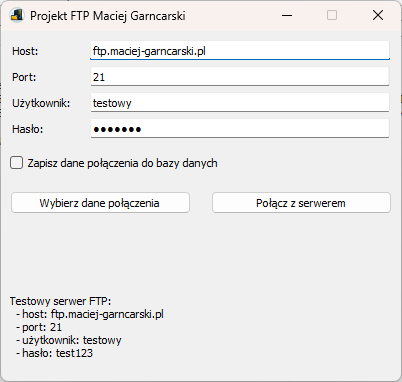 Projekt FTP Maciej Garncarski
Host: ftp.maciej-garncarski.pl
Port: 21
Użytkownik: testowy
Hasło: ●●●●●●●
Zapisz dane połączenia do bazy danych
Wybierz dane połączenia Połącz z serwerem
Testowy serwer FTP:
- host: ftp.maciej-garncarski.pl
- port: 21
- użytkownik: testowy
- hasło: test123